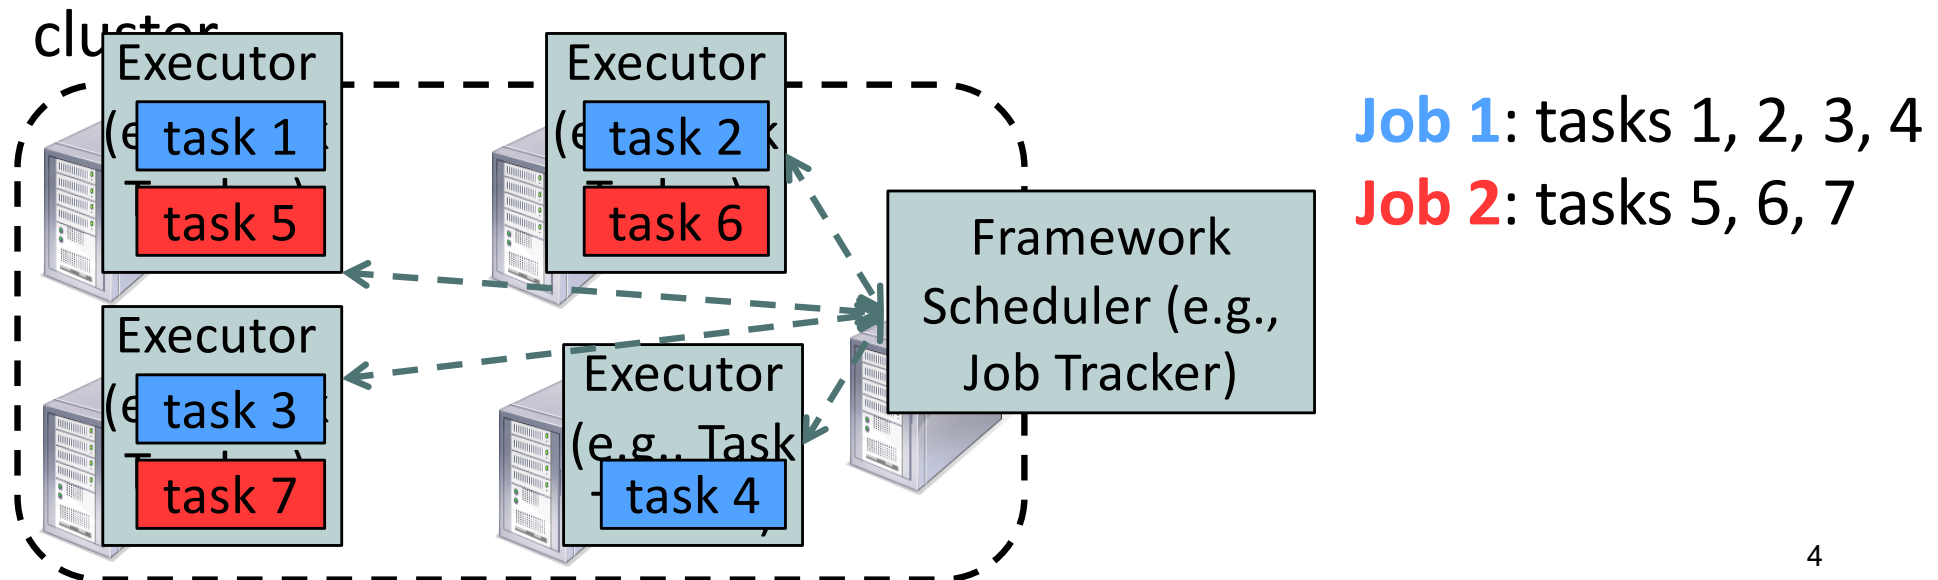 cluster
Executor
task 1
task 5
Executor
task 2
task 6
Executor
task 3
task 7
Executor
(e.g., Task
task 4
Framework
Scheduler (e.g.,
Job Tracker)
Job 1: tasks 1, 2, 3, 4
Job 2: tasks 5, 6, 7
4